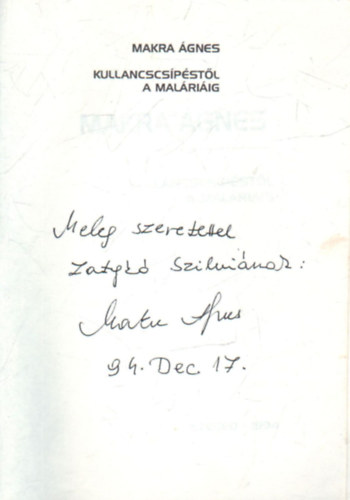 MAKRA ÁGNES
KULLANCSCSÍPÉSTŐL
A MALÁRIÁIG
Meleg szeretettel
Zatykó Szilviának:
Makra Ágnes
94. Dec 17.